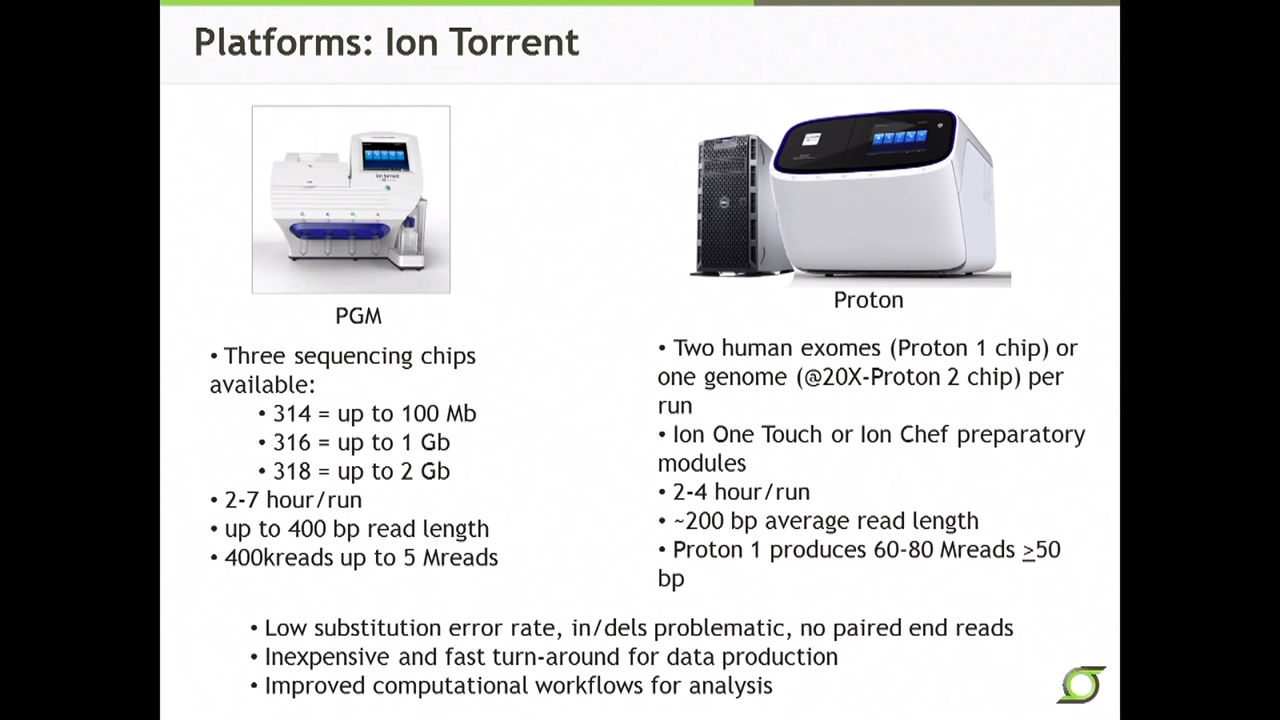 Platforms: Ion Torrent
ion torrent
PGM
• Three sequencing chips
available:
• 314 = up to 100 Mb
• 316 = up to 1 Gb
• 318 = up to 2 Gb
• 2-7 hour/run
• up to 400 bp read length
• 400kreads up to 5 Mreads
DELL
Proton
• Two human exomes (Proton 1 chip) or
one genome (@20X-Proton 2 chip) per
run
• Ion One Touch or Ion Chef preparatory
modules
• 2-4 hour/run
• ~200 bp average read length
• Proton 1 produces 60-80 Mreads ≥50
bp
• Low substitution error rate, in/dels problematic, no paired end reads
• Inexpensive and fast turn-around for data production
• Improved computational workflows for analysis